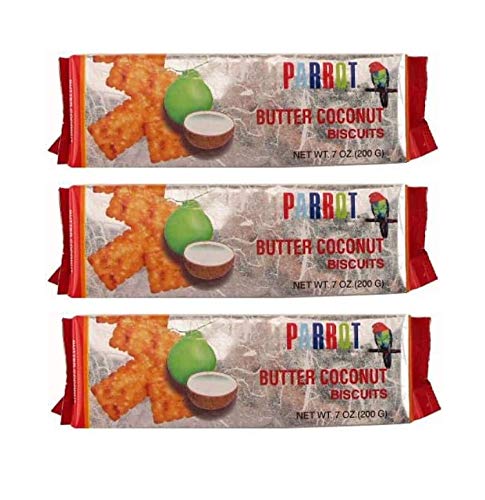 PARROT
BUTTER COCONUT
BISCUITS
NET WT. 7 OZ.(200 G)
PARROT
BUTTER COCONUT
BISCUITS
NET WT. 7 OZ.(200 G)
PARROT
BUTTER COCONUT
BISCUITS
NET WT. 7 OZ.(200 G)